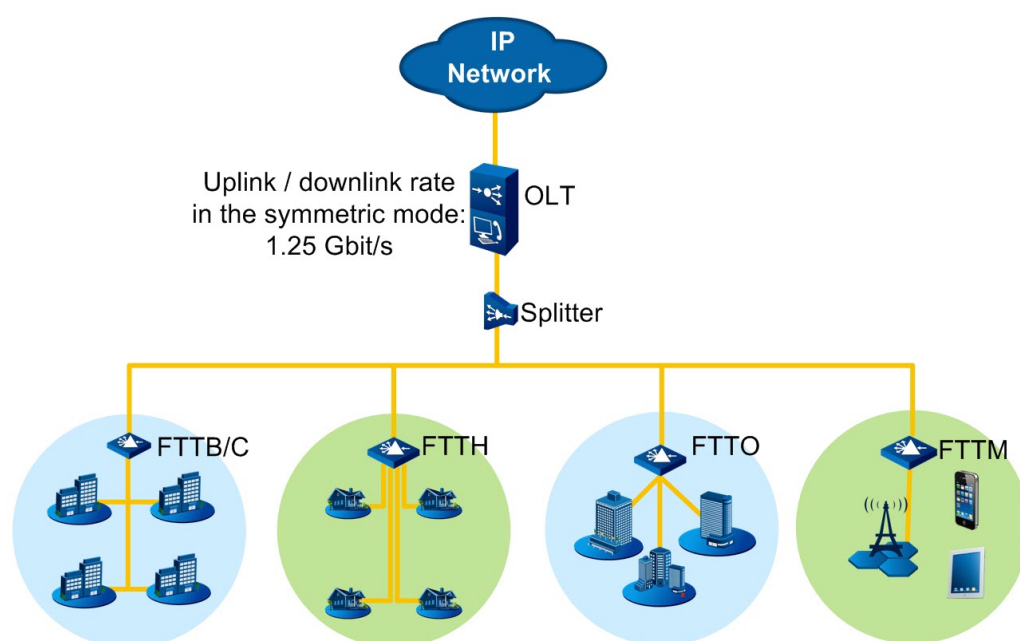 IP
Network
Uplink / downlink rate
in the symmetric mode:
1.25 Gbit/s
OLT
Splitter
FTTB/C
FTTH
FTTO
FTTM